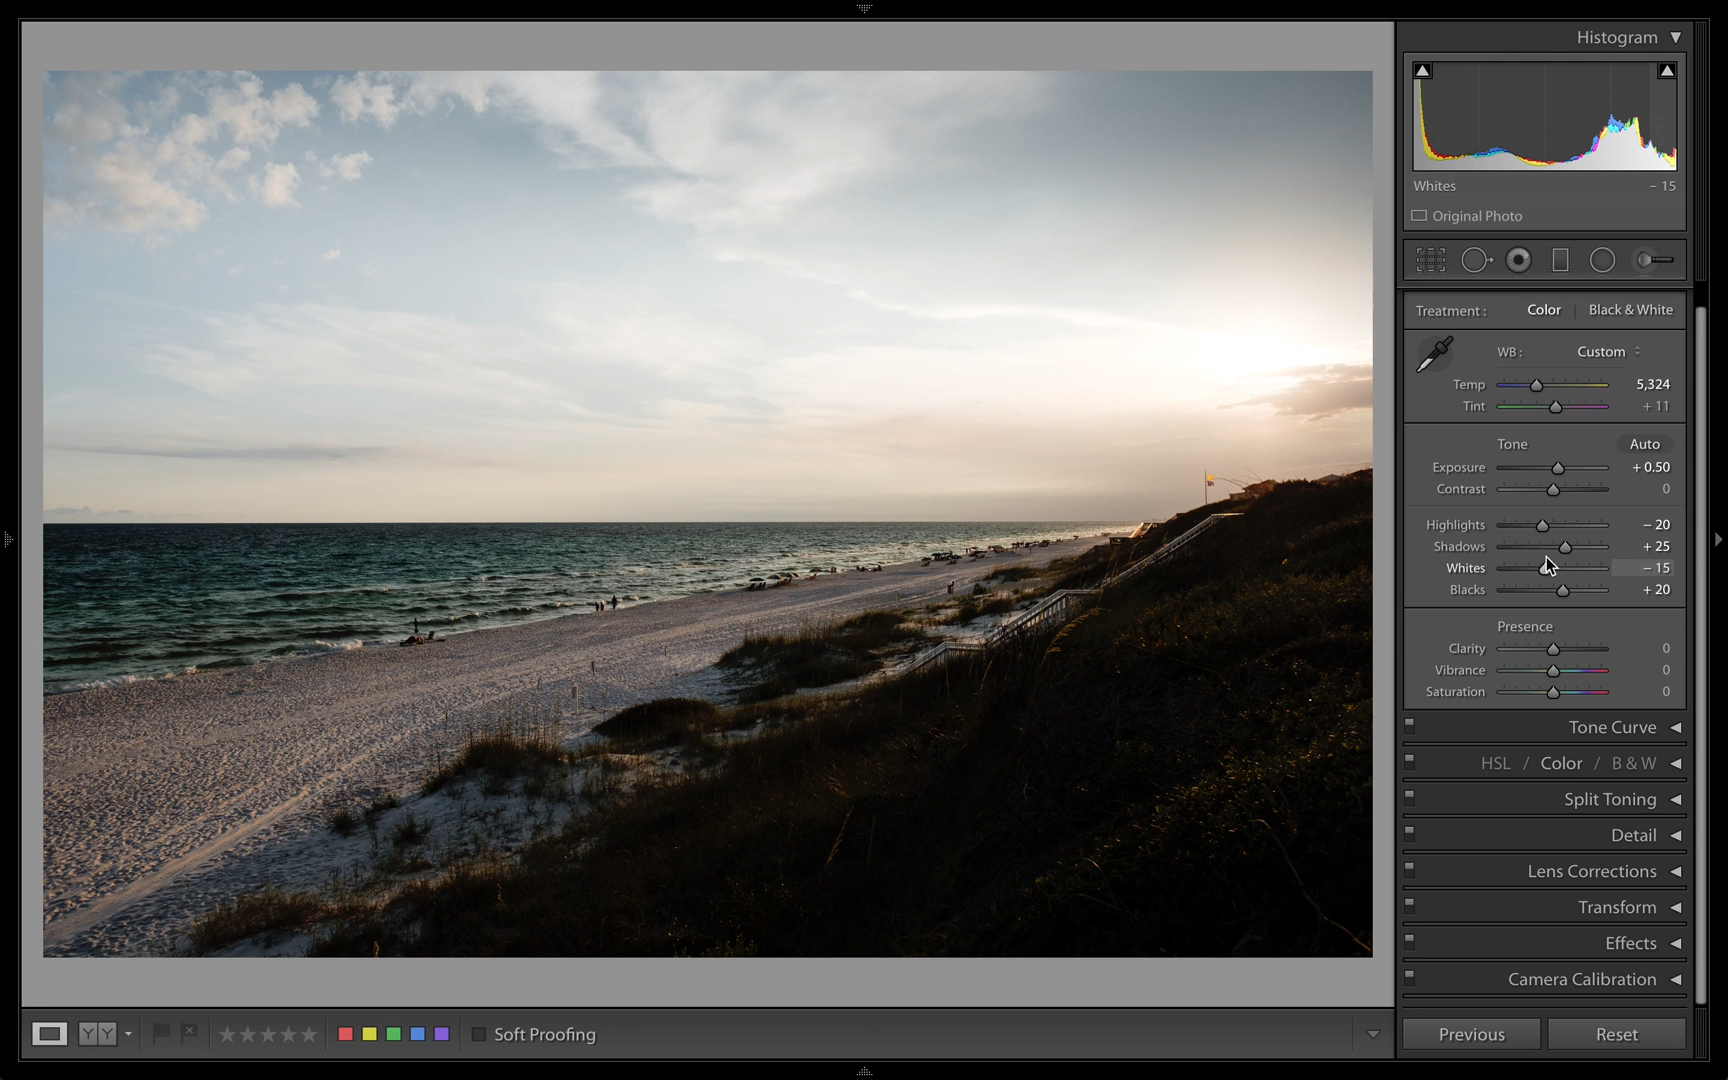 Histogram
Whites – 15
Original Photo
Treatment : Color | Black & White
WB : Custom
Temp 5,324
Tint + 11
Tone Auto
Exposure + 0.50
Contrast 0
Highlights – 20
Shadows + 25
Whites – 15
Blacks + 20
Presence
Clarity 0
Vibrance 0
Saturation 0
Tone Curve
HSL / Color / B & W
Split Toning
Detail
Lens Corrections
Transform
Effects
Camera Calibration
Y Y Soft Proofing Previous Reset